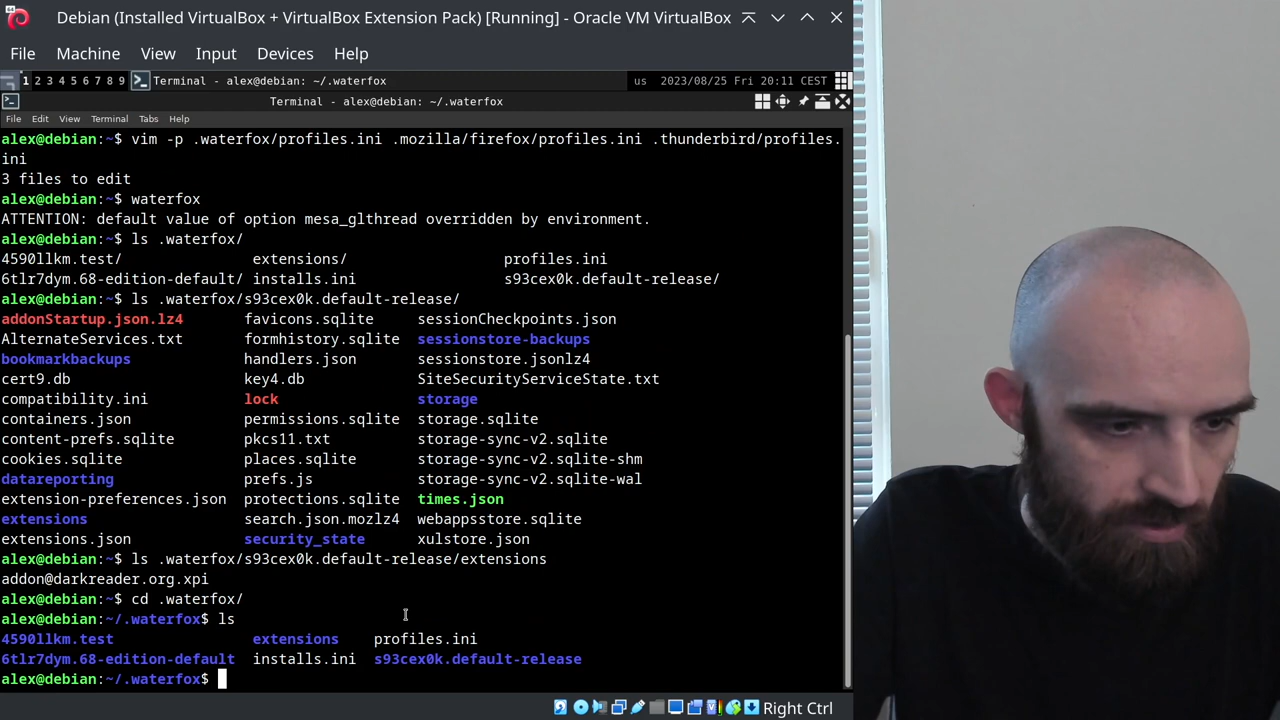 Debian (Installed VirtualBox + VirtualBox Extension Pack) [Running] - Oracle VM VirtualBox
File Machine View Input Devices Help
1 2 3 4 5 6 7 8 9 Terminal - alex@debian: ~/.waterfox us 2023/08/25 Fri 20:11 CEST
Terminal - alex@debian: ~/.waterfox
File Edit View Terminal Tabs Help
alex@debian:~$ vim -p .waterfox/profiles.ini .mozilla/firefox/profiles.ini .thunderbird/profiles.
ini
3 files to edit
alex@debian:~$ waterfox
ATTENTION: default value of option mesa_glthread overridden by environment.
alex@debian:~$ ls .waterfox/
4590llkm.test/ extensions/ profiles.ini
6tlr7dym.68-edition-default/ installs.ini s93cex0k.default-release/
alex@debian:~$ ls .waterfox/s93cex0k.default-release/
addonStartup.json.lz4 favicons.sqlite sessionCheckpoints.json
AlternateServices.txt formhistory.sqlite sessionstore-backups
bookmarkbackups handlers.json sessionstore.jsonlz4
cert9.db key4.db SiteSecurityServiceState.txt
compatibility.ini lock storage
containers.json permissions.sqlite storage.sqlite
content-prefs.sqlite pkcs11.txt storage-sync-v2.sqlite
cookies.sqlite places.sqlite storage-sync-v2.sqlite-shm
datareporting prefs.js storage-sync-v2.sqlite-wal
extension-preferences.json protections.sqlite times.json
extensions search.json.mozlz4 webappsstore.sqlite
extensions.json security_state xulstore.json
alex@debian:~$ ls .waterfox/s93cex0k.default-release/extensions
addon@darkreader.org.xpi
alex@debian:~$ cd .waterfox/
alex@debian:~/.waterfox$ ls
4590llkm.test extensions profiles.ini
6tlr7dym.68-edition-default installs.ini s93cex0k.default-release
alex@debian:~/.waterfox$
Right Ctrl